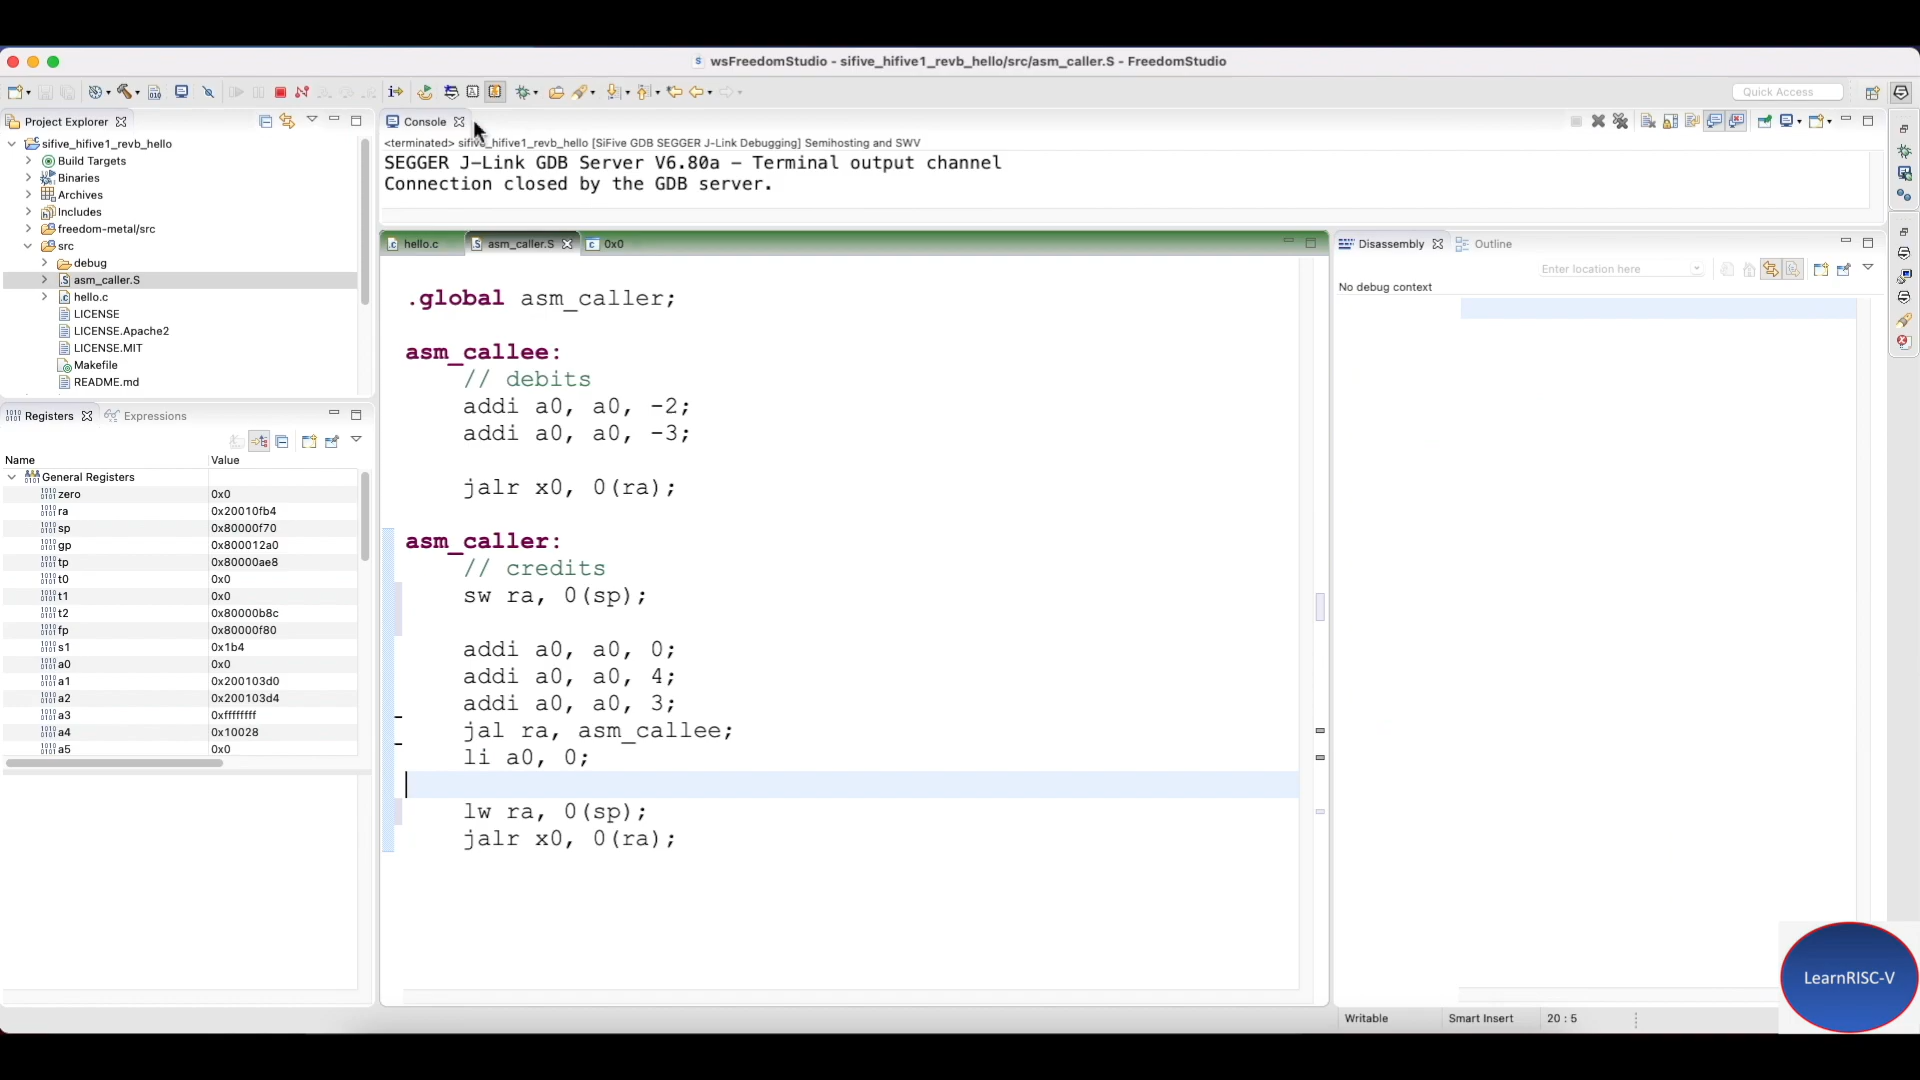 wsFreedomStudio - sifive_hifive1_revb_hello/src/asm_caller.S - FreedomStudio
Quick Access
Project Explorer
sifive_hifive1_revb_hello
Build Targets
Binaries
Archives
Includes
freedom-metal/src
src
debug
asm_caller.S
hello.c
LICENSE
LICENSE.Apache2
LICENSE.MIT
Makefile
README.md
Console
<terminated> sifive_hifive1_revb_hello [SiFive GDB SEGGER J-Link Debugging] Semihosting and SWV
SEGGER J-Link GDB Server V6.80a – Terminal output channel
Connection closed by the GDB server.
hello.c asm_caller.S 0x0
.global asm_caller;
asm_callee:
// debits
addi a0, a0, -2;
addi a0, a0, -3;
jalr x0, 0(ra);
asm_caller:
// credits
sw ra, 0(sp);
addi a0, a0, 0;
addi a0, a0, 4;
addi a0, a0, 3;
jal ra, asm_callee;
li a0, 0;
lw ra, 0(sp);
jalr x0, 0(ra);
Disassembly Outline
Enter location here
No debug context
Registers Expressions
Name Value
General Registers
zero 0x0
ra 0x20010fb4
sp 0x80000f70
gp 0x800012a0
tp 0x80000ae8
t0 0x0
t1 0x0
t2 0x80000b8c
fp 0x80000f80
s1 0x1b4
a0 0x0
a1 0x200103d0
a2 0x200103d4
a3 0xffffffff
a4 0x10028
a5 0x0
Writable Smart Insert 20 : 5
LearnRISC-V